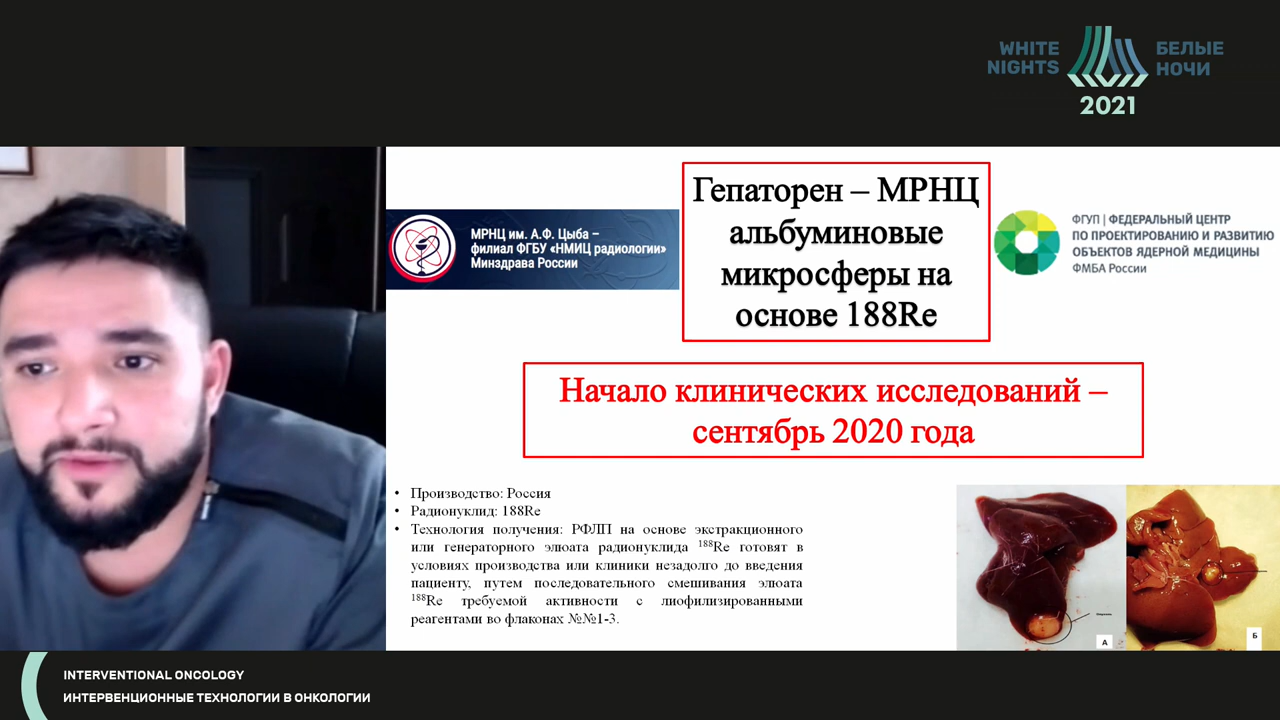 WHITE
NIGHTS
БЕЛЫЕ
НОЧИ
2021
МРНЦ им. А.Ф. Цыба –
филиал ФГБУ «НМИЦ радиологии»
Минздрава России
Гепаторен – МРНЦ
альбуминовые
микросферы на
основе 188Re
ФГУП | ФЕДЕРАЛЬНЫЙ ЦЕНТР
ПО ПРОЕКТИРОВАНИЮ И РАЗВИТИЮ
ОБЪЕКТОВ ЯДЕРНОЙ МЕДИЦИНЫ
ФМБА России
Начало клинических исследований –
сентябрь 2020 года
• Производство: Россия
• Радионуклид: 188Re
• Технология получения: РФЛП на основе экстракционного
или генераторного элюата радионуклида ¹⁸⁸Re готовят в
условиях производства или клиники незадолго до введения
пациенту, путем последовательного смешивания элюата
¹⁸⁸Re требуемой активности с лиофилизированными
реагентами во флаконах №№1-3.
А
Б
INTERVENTIONAL ONCOLOGY
ИНТЕРВЕНЦИОННЫЕ ТЕХНОЛОГИИ В ОНКОЛОГИИ